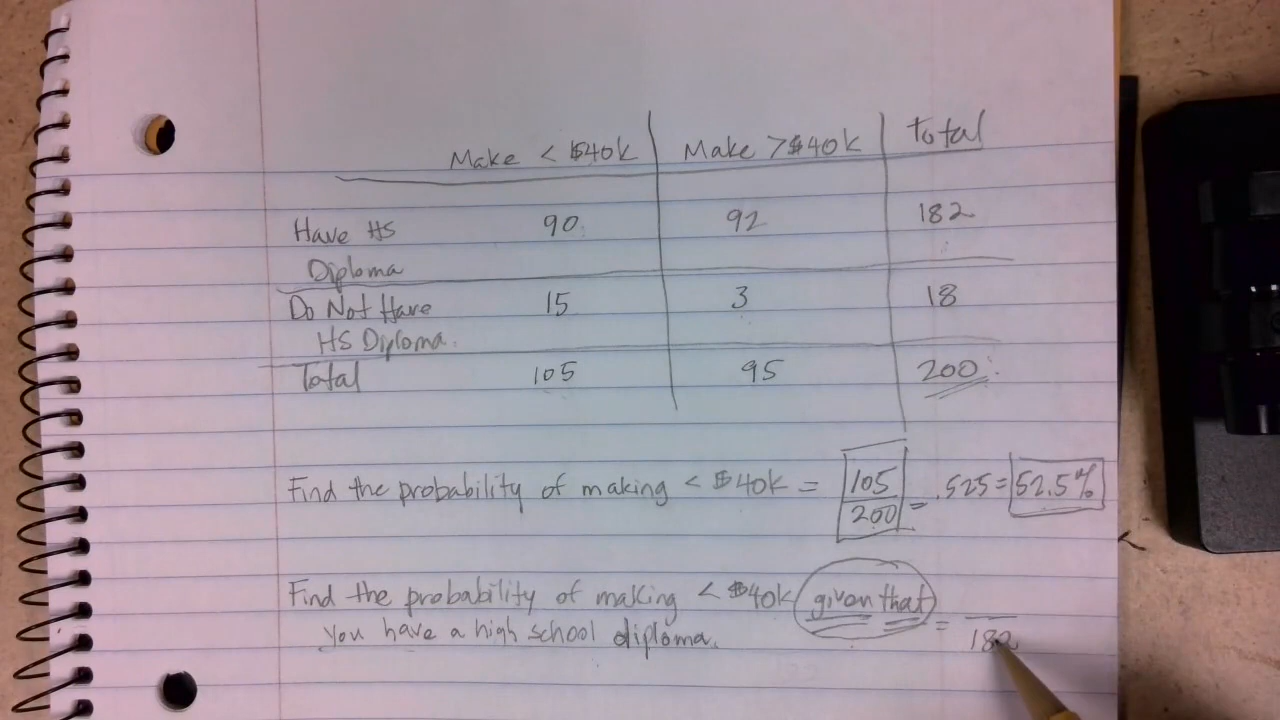 Make < $40k Make >$40k Total
Have HS 90 92 182
Diploma
Do Not Have 15 3 18
HS Diploma.
Total 105 95 200
Find the probability of making < $40k = 105/200 = .525 = 52.5%
Find the probability of making < $40k given that
you have a high school diploma. = /182